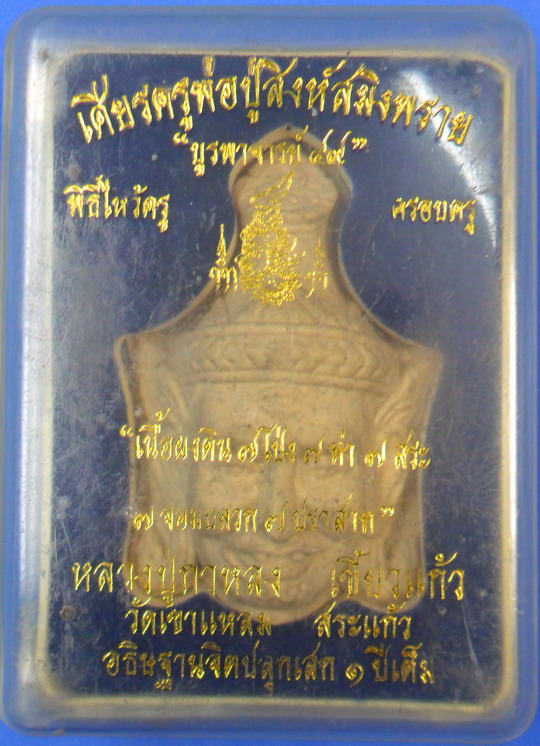 เศียรครูพ่อปู่สิงหัสมิงพราย
“บูรพาจารย์ ๔๙”
พิธีไหว้ครู ครอบครู
“เนื้อผงดิน ๗ โป่ง ๗ ท่า ๗ สระ
๗ จอมปลวก ๗ ปราสาท”
หลวงปู่กาหลง เขี้ยวแก้ว
วัดเขาแหลม สระแก้ว
อธิษฐานจิตปลุกเสก ๑ ปีเต็ม